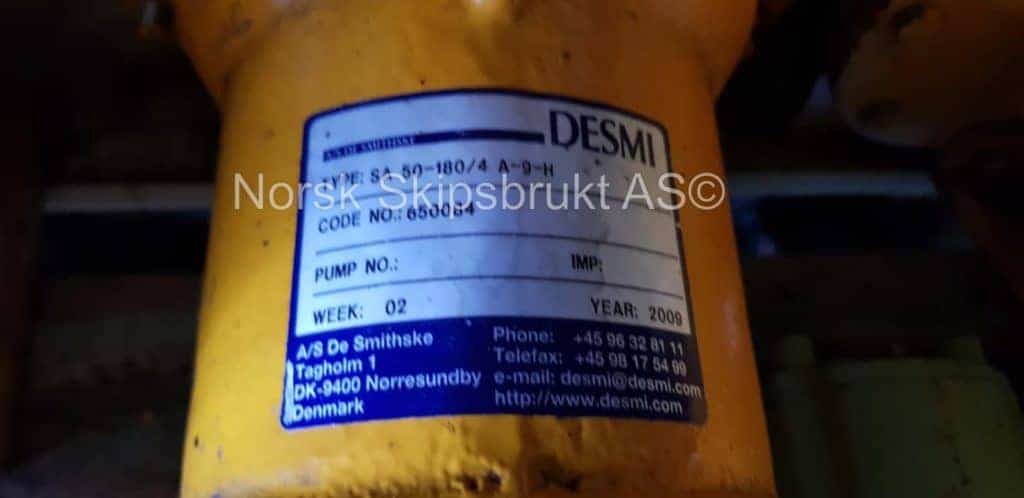 DESMI
A/S DE SMITHSKE
TYPE: SA 50-180/4 A-9-H
Norsk Skipsbrukt AS©
CODE NO.: 650084
PUMP NO.: IMP:
WEEK: 02 YEAR: 2009
A/S De Smithske
Tagholm 1
DK-9400 Nørresundby
Denmark
Phone: +45 96 32 81 11
Telefax: +45 98 17 54 99
e-mail: desmi@desmi.com
http://www.desmi.com